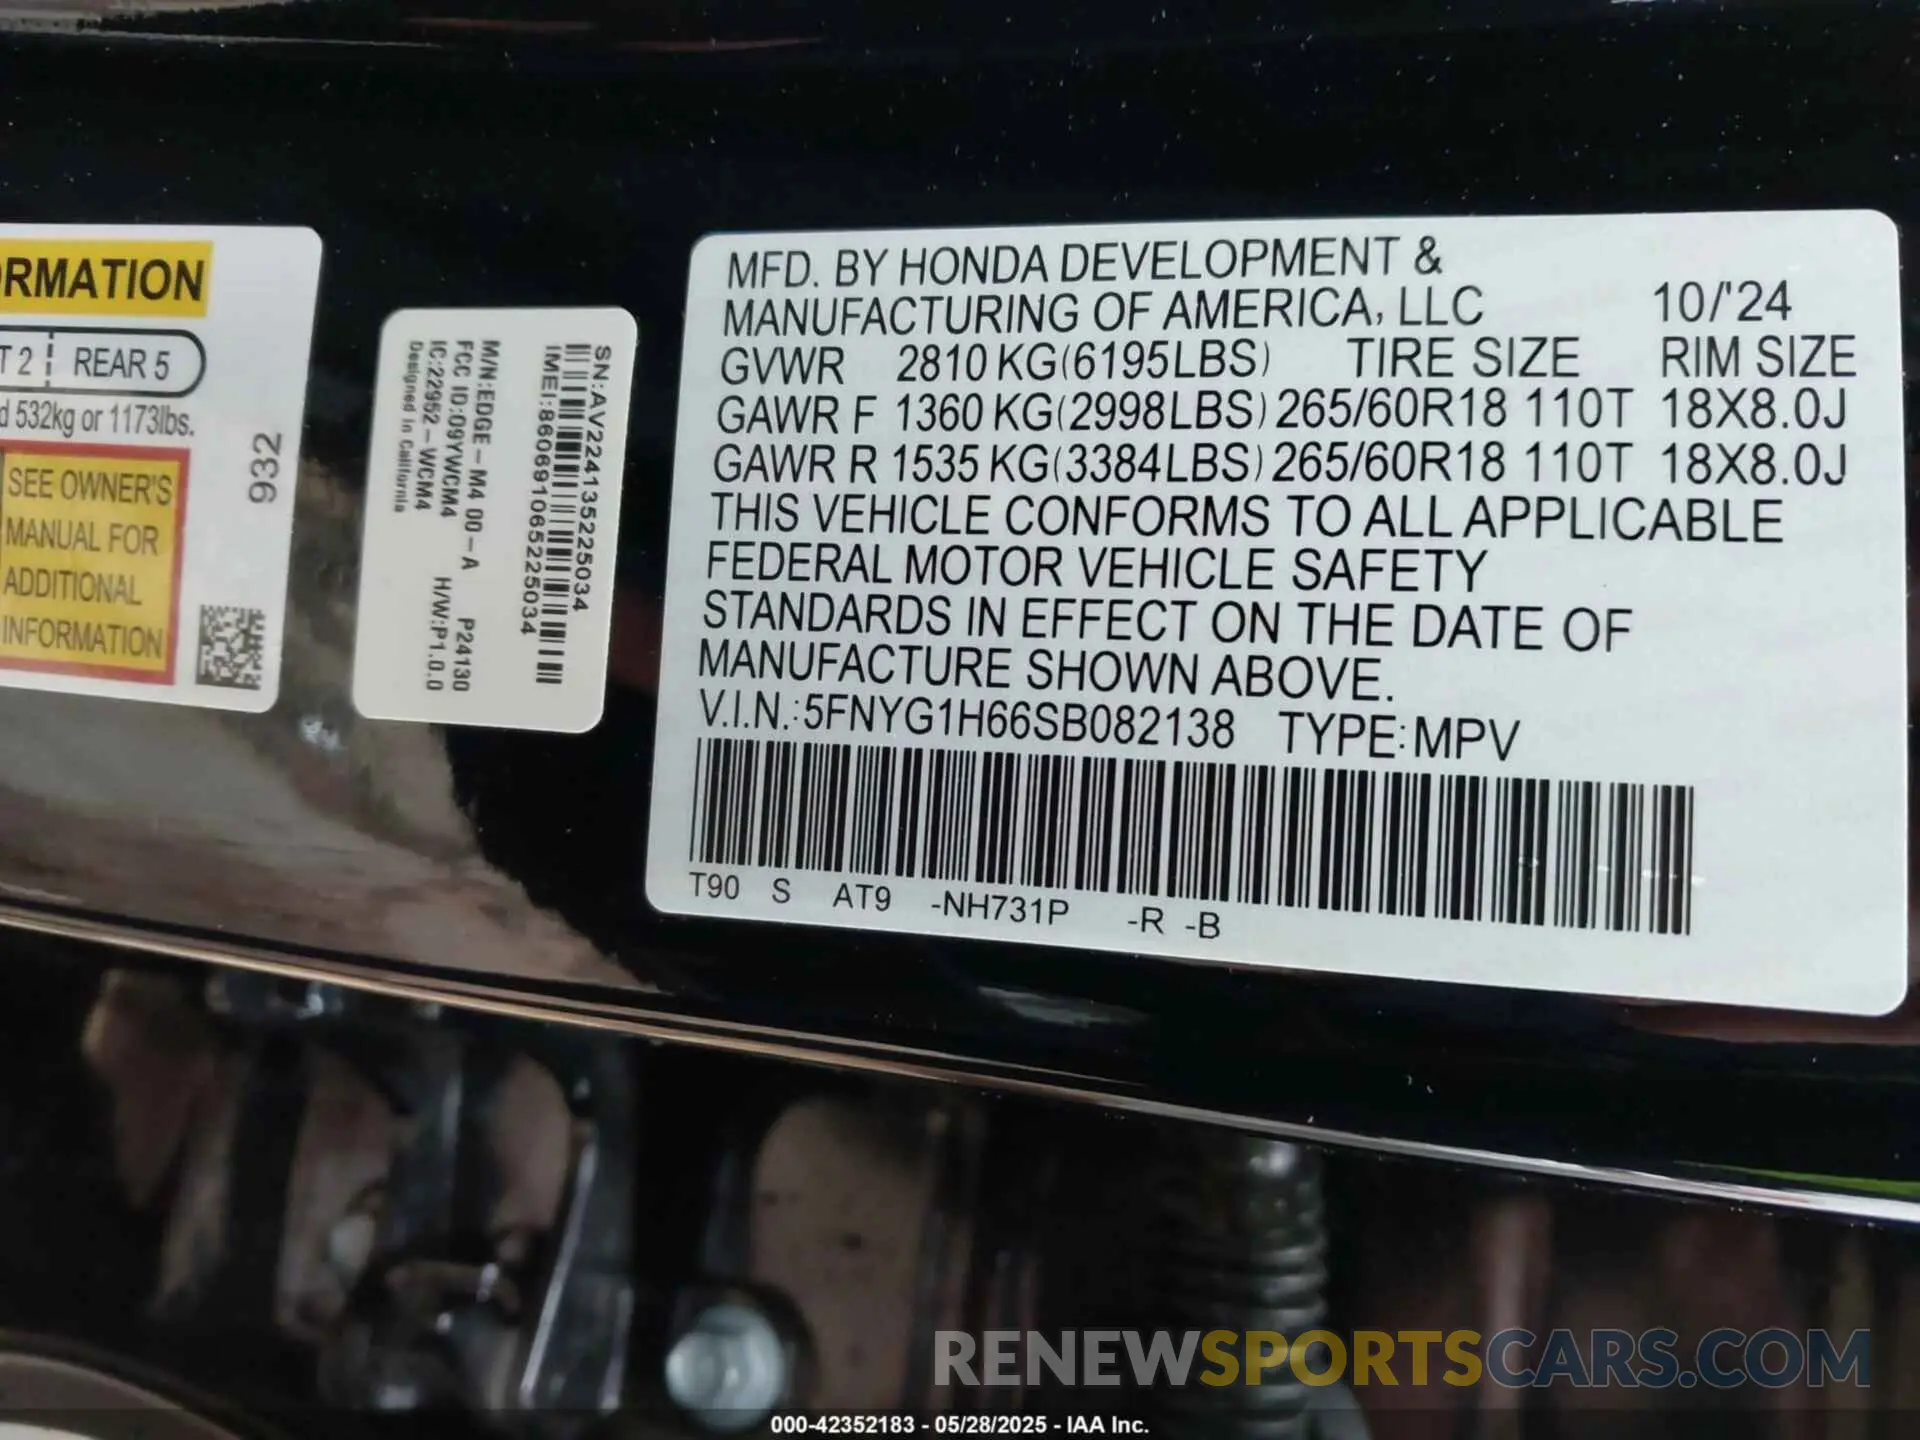 RMATION
T 2 REAR 5
d 532kg or 1173lbs.
SEE OWNER'S
MANUAL FOR
ADDITIONAL
INFORMATION
932
SN:AV2241352225034
IMEI:860691065225034
M/N:EDGE-M4 00-A P24130
FCC ID:O9YWCM4 H/W:P1.0.0
IC:22952-WCM4
Designed in California
MFD. BY HONDA DEVELOPMENT &
MANUFACTURING OF AMERICA, LLC 10/'24
GVWR 2810 KG(6195LBS) TIRE SIZE RIM SIZE
GAWR F 1360 KG(2998LBS) 265/60R18 110T 18X8.0J
GAWR R 1535 KG(3384LBS) 265/60R18 110T 18X8.0J
THIS VEHICLE CONFORMS TO ALL APPLICABLE
FEDERAL MOTOR VEHICLE SAFETY
STANDARDS IN EFFECT ON THE DATE OF
MANUFACTURE SHOWN ABOVE.
V.I.N.:5FNYG1H66SB082138 TYPE:MPV
T90 S AT9 -NH731P -R -B
RENEWSPORTSCARS.COM
000-42352183 - 05/28/2025 - IAA Inc.